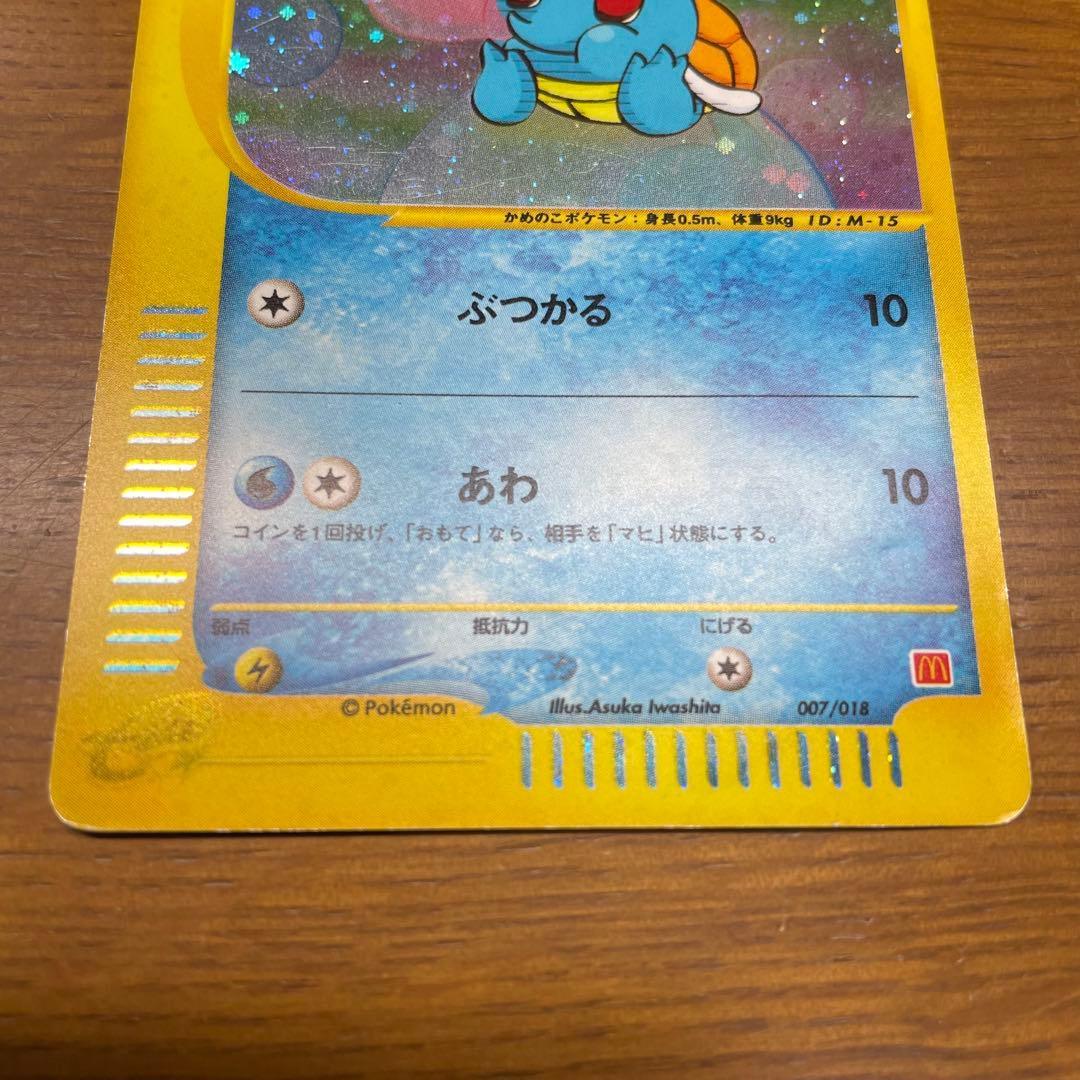 かめのこポケモン：身長0.5m、体重9kg ID:M-15
ぶつかる 10
あわ 10
コインを1回投げ、「おもて」なら、相手を「マヒ」状態にする。
弱点 抵抗力 にげる
© Pokémon Illus.Asuka Iwashita 007/018